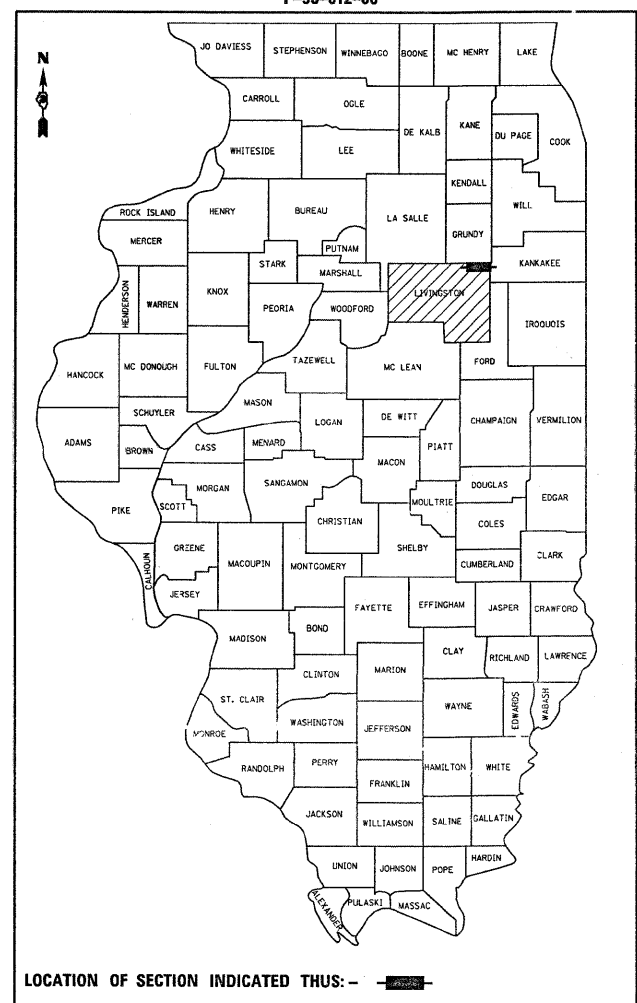 JO DAVIESS STEPHENSON WINNEBAGO BOONE MC HENRY LAKE
N
CARROLL OGLE DE KALB KANE DU PAGE COOK
WHITESIDE LEE
KENDALL WILL
ROCK ISLAND HENRY BUREAU LA SALLE GRUNDY
MERCER PUTNAM
STARK MARSHALL KANKAKEE
HENDERSON WARREN KNOX PEORIA WOODFORD LIVINGSTON IROQUOIS
HANCOCK MC DONOUGH FULTON TAZEWELL MC LEAN FORD
SCHUYLER MASON LOGAN DE WITT CHAMPAIGN VERMILION
ADAMS BROWN CASS MENARD MACON PIATT
PIKE SCOTT MORGAN SANGAMON MOULTRIE DOUGLAS EDGAR
CHRISTIAN COLES
CALHOUN GREENE MACOUPIN MONTGOMERY SHELBY CUMBERLAND CLARK
JERSEY FAYETTE EFFINGHAM JASPER CRAWFORD
MADISON BOND
CLINTON MARION CLAY RICHLAND LAWRENCE
ST. CLAIR WASHINGTON WAYNE EDWARDS WABASH
MONROE JEFFERSON
RANDOLPH PERRY HAMILTON WHITE
FRANKLIN
JACKSON WILLIAMSON SALINE GALLATIN
UNION JOHNSON POPE HARDIN
ALEXANDER PULASKI MASSAC
LOCATION OF SECTION INDICATED THUS: -